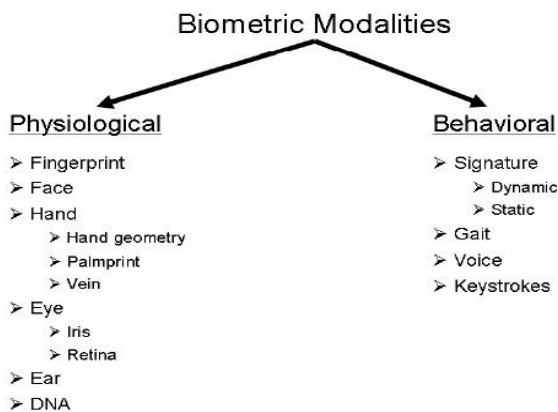 Biometric Modalities
Physiological
➢ Fingerprint
➢ Face
➢ Hand
➢ Hand geometry
➢ Palmprint
➢ Vein
➢ Eye
➢ Iris
➢ Retina
➢ Ear
➢ DNA
Behavioral
➢ Signature
➢ Dynamic
➢ Static
➢ Gait
➢ Voice
➢ Keystrokes